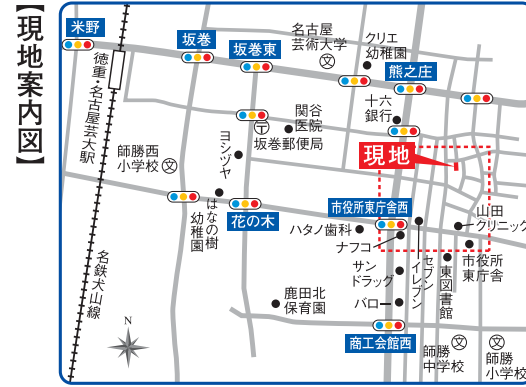 【現地案内図】
米野
坂巻
坂巻東
名古屋
芸術大学
文
クリエ
幼稚園
熊之庄
徳重・名古屋芸大駅
関谷
医院
十六
銀行
〒
坂巻郵便局
ヨシヅヤ
師勝西
小学校
文
現地
はなの樹
幼稚園
花の木
市役所東庁舎西
山田
クリニック
ハタノ歯科
ナフコ
市役所
東庁舎
セブン
イレブン
東図書館
サン
ドラッグ
バロー
名鉄犬山線
鹿田北
保育園
N
商工会館西
師勝
中学校
文
師勝
小学校
文